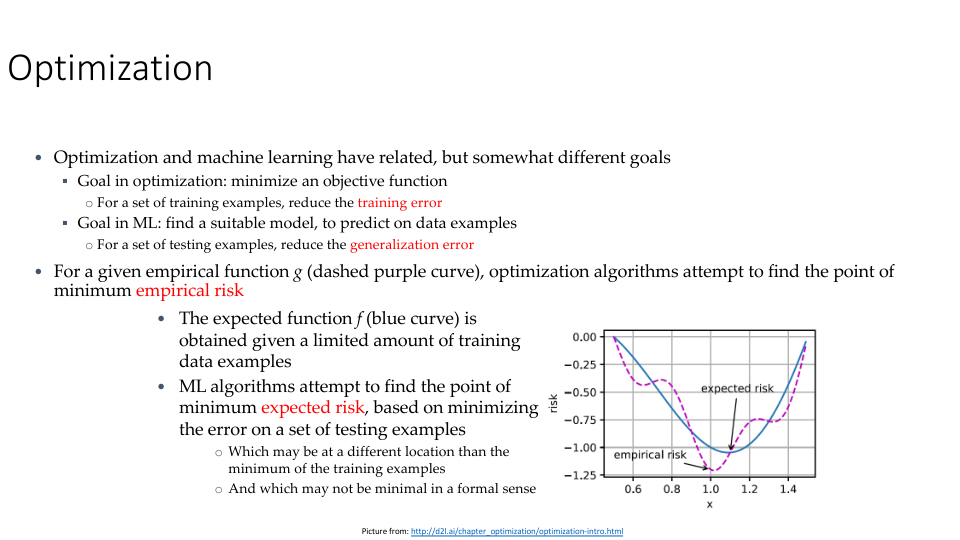 Optimization
• Optimization and machine learning have related, but somewhat different goals
▪ Goal in optimization: minimize an objective function
○ For a set of training examples, reduce the training error
▪ Goal in ML: find a suitable model, to predict on data examples
○ For a set of testing examples, reduce the generalization error
• For a given empirical function g (dashed purple curve), optimization algorithms attempt to find the point of
minimum empirical risk
• The expected function f (blue curve) is
obtained given a limited amount of training
data examples
• ML algorithms attempt to find the point of
minimum expected risk, based on minimizing
the error on a set of testing examples
○ Which may be at a different location than the
minimum of the training examples
○ And which may not be minimal in a formal sense
0.00
−0.25
−0.50
−0.75
−1.00
−1.25
risk
expected risk
empirical risk
0.6 0.8 1.0 1.2 1.4
x
Picture from: http://d2l.ai/chapter_optimization/optimization-intro.html